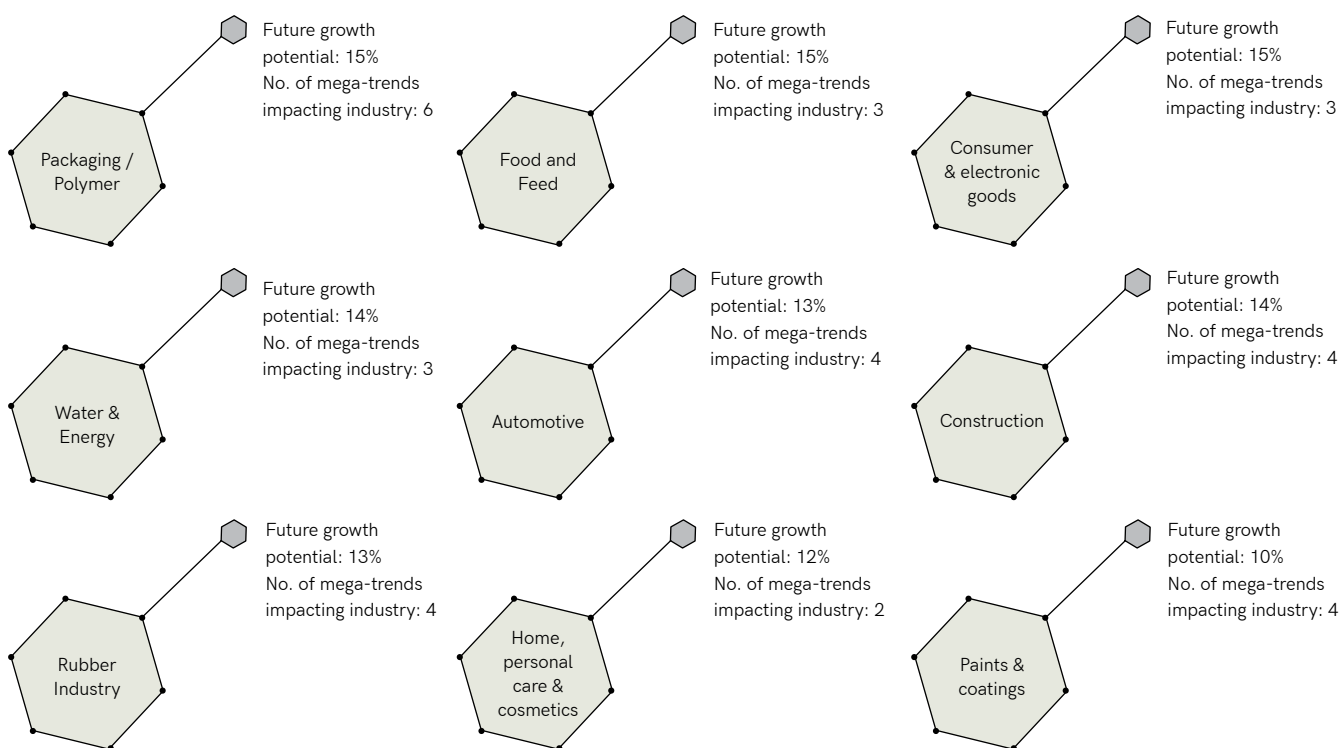 Future growth
potential: 15%
No. of mega-trends
impacting industry: 6
Packaging /
Polymer
Future growth
potential: 15%
No. of mega-trends
impacting industry: 3
Food and
Feed
Future growth
potential: 15%
No. of mega-trends
impacting industry: 3
Consumer
& electronic
goods
Future growth
potential: 14%
No. of mega-trends
impacting industry: 3
Water &
Energy
Future growth
potential: 13%
No. of mega-trends
impacting industry: 4
Automotive
Future growth
potential: 14%
No. of mega-trends
impacting industry: 4
Construction
Future growth
potential: 13%
No. of mega-trends
impacting industry: 4
Rubber
Industry
Future growth
potential: 12%
No. of mega-trends
impacting industry: 2
Home,
personal
care &
cosmetics
Future growth
potential: 10%
No. of mega-trends
impacting industry: 4
Paints &
coatings